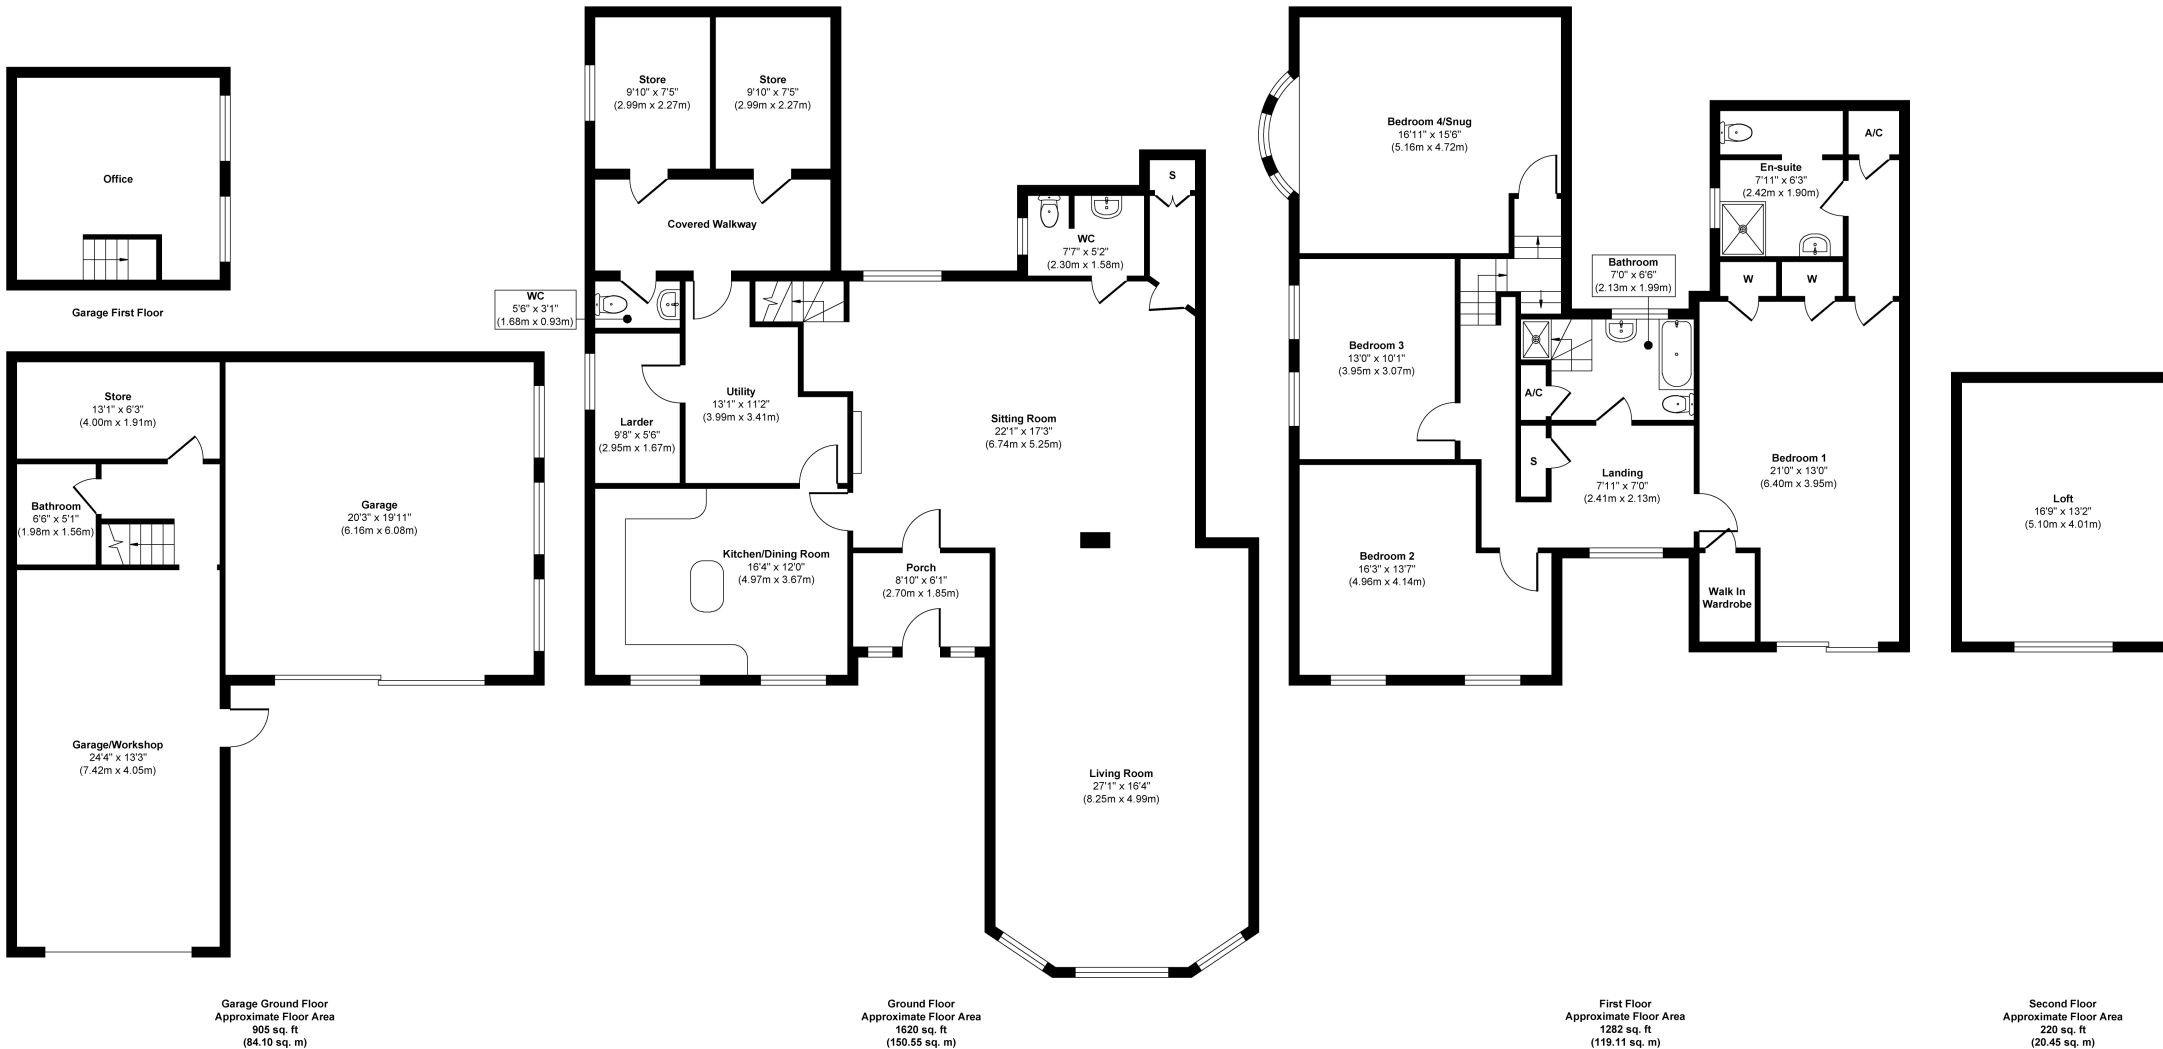 Office
Garage First Floor
Store
13'1" x 6'3"
(4.00m x 1.91m)
Bathroom
6'6" x 5'1"
(1.98m x 1.56m)
Garage
20'3" x 19'11"
(6.16m x 6.08m)
Garage/Workshop
24'4" x 13'3"
(7.42m x 4.05m)
Garage Ground Floor
Approximate Floor Area
905 sq. ft
(84.10 sq. m)
Store
9'10" x 7'5"
(2.99m x 2.27m)
Store
9'10" x 7'5"
(2.99m x 2.27m)
Covered Walkway
WC
5'6" x 3'1"
(1.68m x 0.93m)
S
WC
7'7" x 5'2"
(2.30m x 1.58m)
Utility
13'1" x 11'2"
(3.99m x 3.41m)
Larder
9'8" x 5'6"
(2.95m x 1.67m)
Sitting Room
22'1" x 17'3"
(6.74m x 5.25m)
Kitchen/Dining Room
16'4" x 12'0"
(4.97m x 3.67m)
Porch
8'10" x 6'1"
(2.70m x 1.85m)
Living Room
27'1" x 16'4"
(8.25m x 4.99m)
Ground Floor
Approximate Floor Area
1620 sq. ft
(150.55 sq. m)
Bedroom 4/Snug
16'11" x 15'6"
(5.16m x 4.72m)
A/C
En-suite
7'11" x 6'3"
(2.42m x 1.90m)
Bathroom
7'0" x 6'6"
(2.13m x 1.99m)
W
W
Bedroom 3
13'0" x 10'1"
(3.95m x 3.07m)
A/C
S
Landing
7'11" x 7'0"
(2.41m x 2.13m)
Bedroom 1
21'0" x 13'0"
(6.40m x 3.95m)
Bedroom 2
16'3" x 13'7"
(4.96m x 4.14m)
Walk In
Wardrobe
First Floor
Approximate Floor Area
1282 sq. ft
(119.11 sq. m)
Loft
16'9" x 13'2"
(5.10m x 4.01m)
Second Floor
Approximate Floor Area
220 sq. ft
(20.45 sq. m)